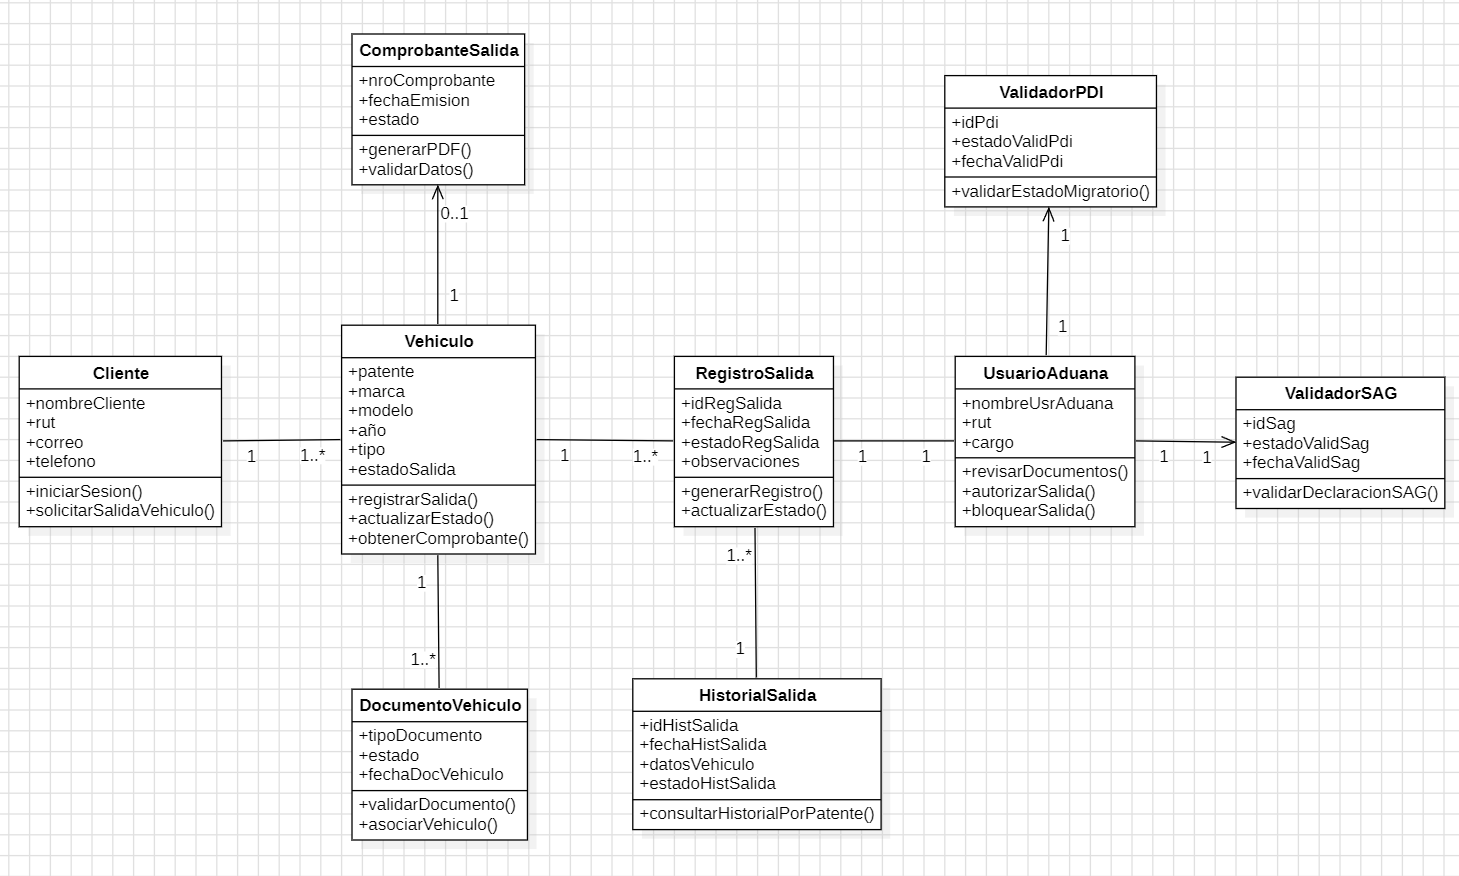 ComprobanteSalida
+nroComprobante
+fechaEmision
+estado
+generarPDF()
+validarDatos()
0..1
1
ValidadorPDI
+idPdi
+estadoValidPdi
+fechaValidPdi
+validarEstadoMigratorio()
1
1
Cliente
+nombreCliente
+rut
+correo
+telefono
+iniciarSesion()
+solicitarSalidaVehiculo()
1
1..*
Vehiculo
+patente
+marca
+modelo
+año
+tipo
+estadoSalida
+registrarSalida()
+actualizarEstado()
+obtenerComprobante()
1
1..*
RegistroSalida
+idRegSalida
+fechaRegSalida
+estadoRegSalida
+observaciones
+generarRegistro()
+actualizarEstado()
1
1
UsuarioAduana
+nombreUsrAduana
+rut
+cargo
+revisarDocumentos()
+autorizarSalida()
+bloquearSalida()
1
1
ValidadorSAG
+idSag
+estadoValidSag
+fechaValidSag
+validarDeclaracionSAG()
1
1..*
DocumentoVehiculo
+tipoDocumento
+estado
+fechaDocVehiculo
+validarDocumento()
+asociarVehiculo()
1..*
1
HistorialSalida
+idHistSalida
+fechaHistSalida
+datosVehiculo
+estadoHistSalida
+consultarHistorialPorPatente()